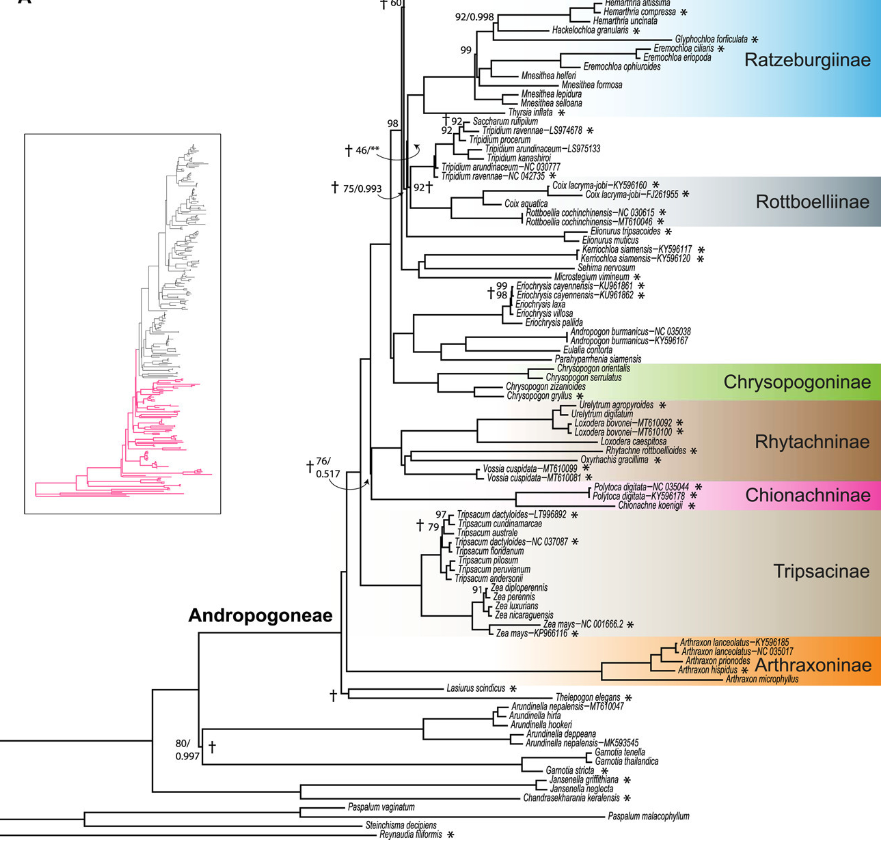 † 60
Hemarthria altissima
Hemarthria compressa *
Hemarthria uncinata
92/0.998
Hackelochloa granularis *
Glyphochloa forficulata *
99
Eremochloa ciliaris *
Eremochloa eriopoda
Eremochloa ophiuroides
Ratzeburgiinae
Mnesithea helferi
Mnesithea formosa
Mnesithea lepidura
Mnesithea selloana
Thyrsia inflata *
98
† 92
Saccharum rufipilum
92
Tripidium ravennae–LS974678 *
Tripidium procerum
† 46/**
Tripidium arundinaceum–LS975133
Tripidium kanashiroi
Tripidium arundinaceum–NC 030777
Tripidium ravennae–NC 042735 *
† 75/0.993
92†
Coix lacryma-jobi–KY596160 *
Coix lacryma-jobi–FJ261955 *
Coix aquatica
Rottboelliinae
Rottboellia cochinchinensis–NC 030615 *
Rottboellia cochinchinensis–MT610046 *
Elionurus tripsacoides *
Elionurus muticus
Kerriochloa siamensis–KY596117 *
Kerriochloa siamensis–KY596120 *
Sehima nervosum
Microstegium vimineum *
99
Eriochrysis cayennensis–KU961861 *
† 98
Eriochrysis cayennensis–KU961862 *
Eriochrysis laxa
Eriochrysis villosa
Eriochrysis pallida
Andropogon burmanicus–NC 035038
Andropogon burmanicus–KY596167
Eulalia contorta
Parahyparrhenia siamensis
Chrysopogon orientalis
Chrysopogon serrulatus
Chrysopogoninae
Chrysopogon zizanioides
Chrysopogon gryllus *
Urelytrum agropyroides *
Urelytrum digitatum
Loxodera bovonei–MT610092 *
Loxodera bovonei–MT610100 *
Loxodera caespitosa
Rhytachninae
Rhytachne rottboellioides *
Oxyrhachis gracillima *
† 76/
0.517
Vossia cuspidata–MT610099 *
Vossia cuspidata–MT610081 *
Polytoca digitata–NC 035044 *
Polytoca digitata–KY596178 *
Chionachninae
Chionachne koenigii *
97
Tripsacum dactyloides–LT996892 *
† 79
Tripsacum cundinamarcae
Tripsacum australe
Tripsacum dactyloides–NC 037087 *
Tripsacum floridanum
Tripsacum pilosum
Tripsacum peruvianum
Tripsacum andersonii
Tripsacinae
91
Zea diploperennis
Zea perennis
Zea luxurians
Zea nicaraguensis
Andropogoneae
Zea mays–NC 001666.2 *
Zea mays–KP966116 *
Arthraxon lanceolatus–KY596185
Arthraxon lanceolatus–NC 035017
Arthraxon prionodes
Arthraxon hispidus *
Arthraxoninae
Arthraxon microphyllus
Lasiurus scindicus *
†
Thelepogon elegans *
Arundinella nepalensis–MT610047
Arundinella hirta
Arundinella hookeri
Arundinella deppeana
80/
0.997
†
Arundinella nepalensis–MK593545
Garnotia tenella
Garnotia thailandica
Garnotia stricta *
Jansenella griffithiana *
Jansenella neglecta
Chandrasekharania keralensis *
Paspalum vaginatum
Paspalum malacophyllum
Steinchisma decipiens
Reynaudia filiformis *